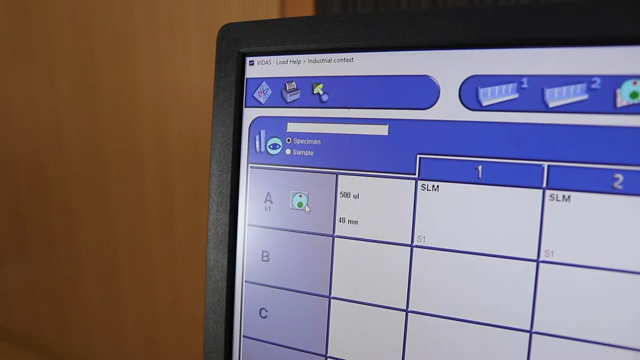 VIDAS - Load Help > Industrial context
1
2
Specimen
Sample
1
2
A
S1
500 ul
48 mn
SLM
S1
SLM
S1
B
C